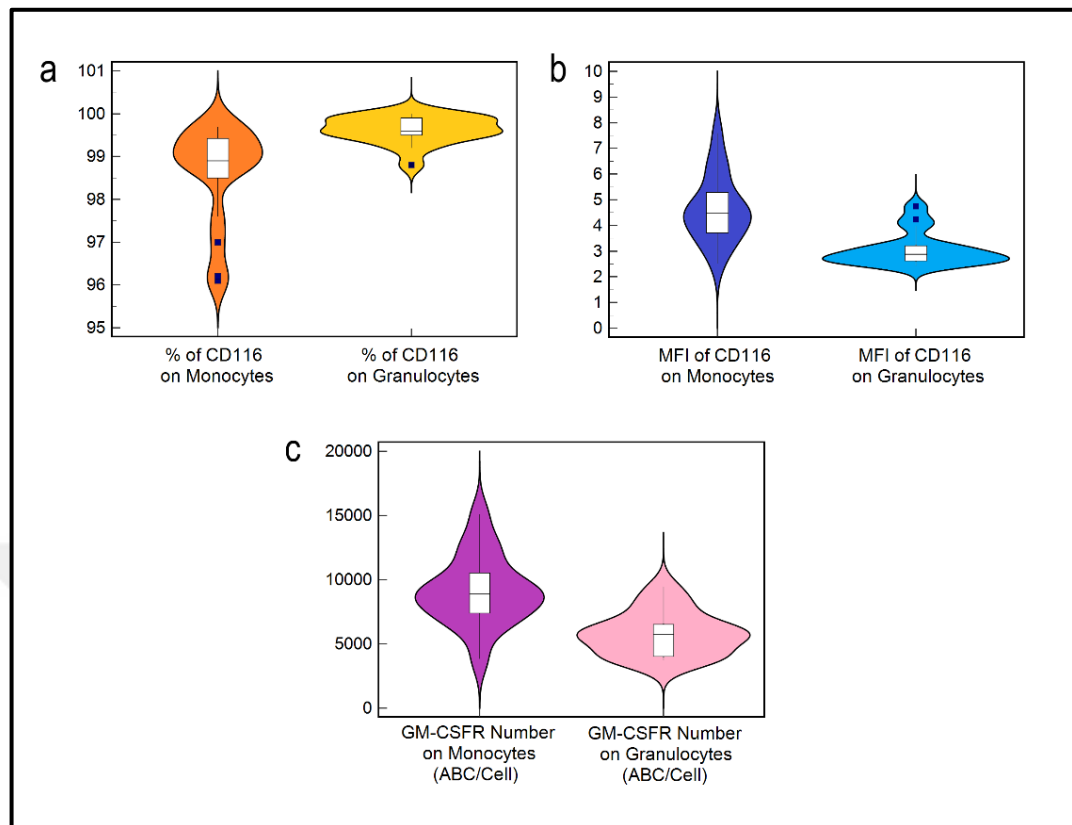 a
101
100
99
98
97
96
95
% of CD116
on Monocytes
% of CD116
on Granulocytes
b
10
9
8
7
6
5
4
3
2
1
0
MFI of CD116
on Monocytes
MFI of CD116
on Granulocytes
c
20000
15000
10000
5000
0
GM-CSFR Number
on Monocytes
(ABC/Cell)
GM-CSFR Number
on Granulocytes
(ABC/Cell)